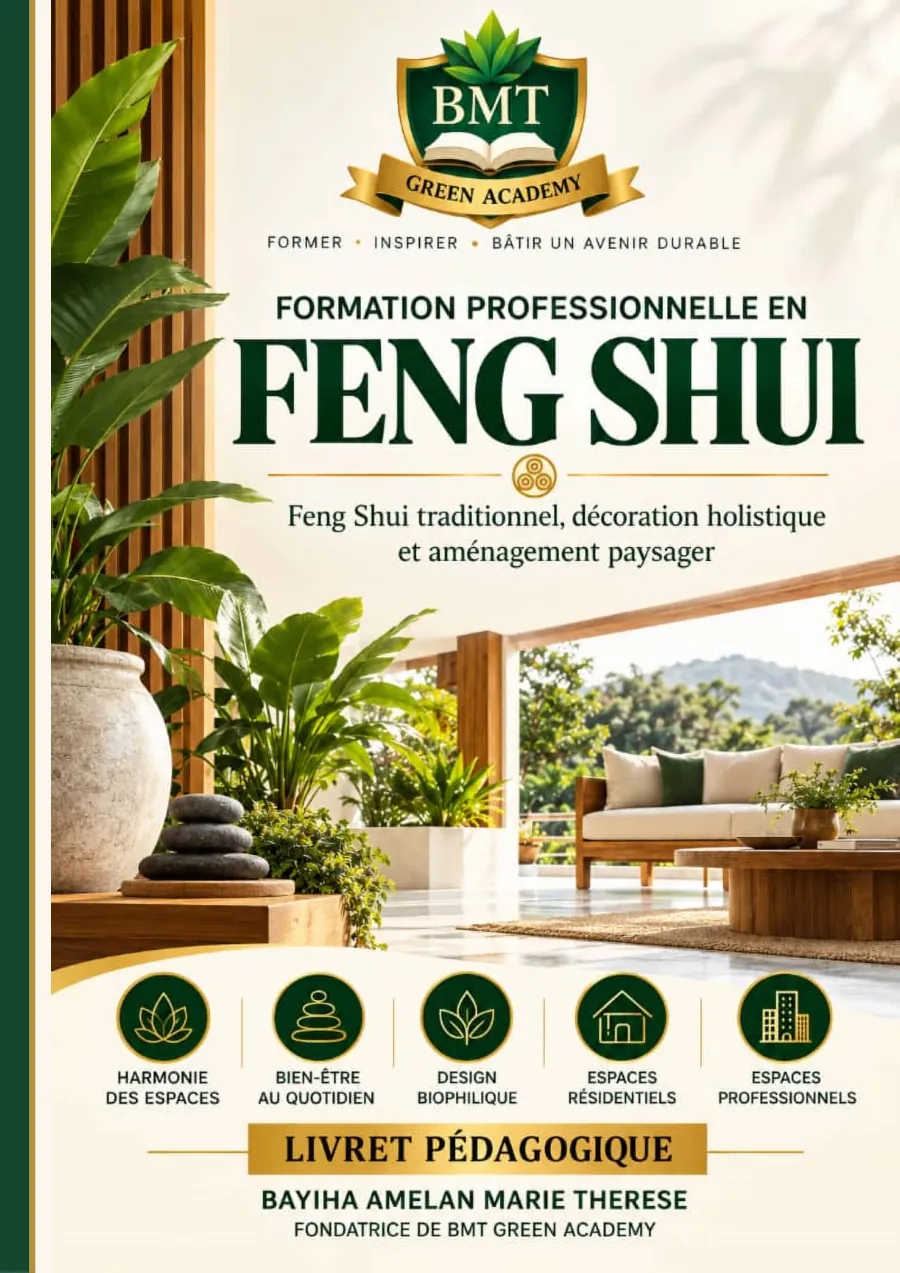 BMT
GREEN ACADEMY
FORMER • INSPIRER • BÂTIR UN AVENIR DURABLE
FORMATION PROFESSIONNELLE EN
FENG SHUI
Feng Shui traditionnel, décoration holistique
et aménagement paysager
HARMONIE
DES ESPACES
BIEN-ÊTRE
AU QUOTIDIEN
DESIGN
BIOPHILIQUE
ESPACES
RÉSIDENTIELS
ESPACES
PROFESSIONNELS
LIVRET PÉDAGOGIQUE
BAYIHA AMELAN MARIE THERESE
FONDATRICE DE BMT GREEN ACADEMY